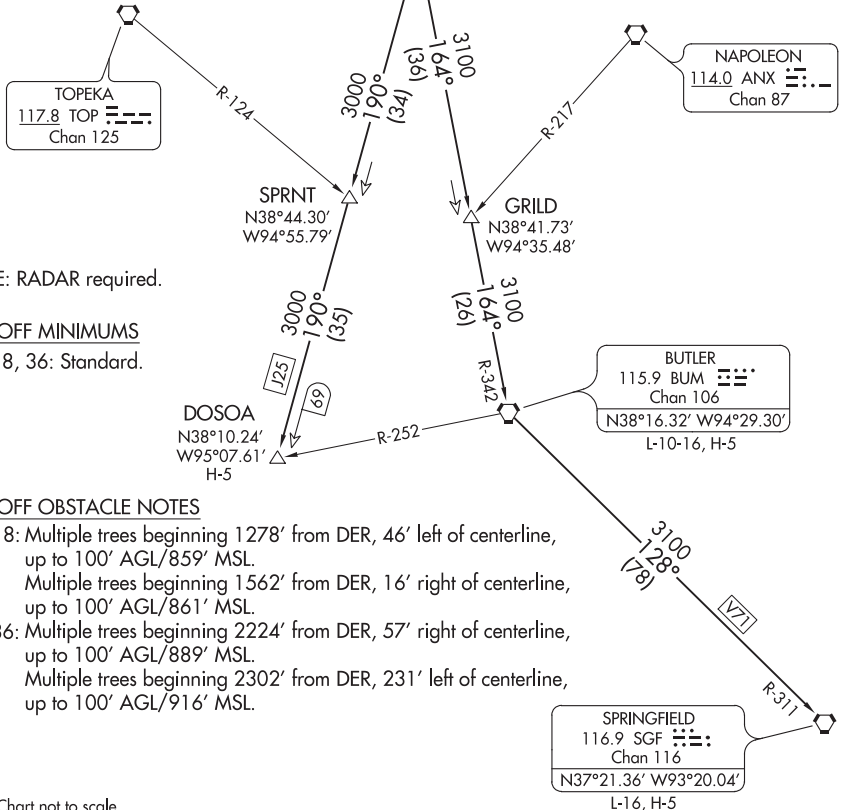 TOPEKA
117.8 TOP
Chan 125
R-124
3000
190°
(34)
3100
164°
(36)
R-217
NAPOLEON
114.0 ANX
Chan 87
SPRNT
N38°44.30′
W94°55.79′
GRILD
N38°41.73′
W94°35.48′
E: RADAR required.
OFF MINIMUMS
8, 36: Standard.
3000
190°
(35)
J25
69
3100
164°
(26)
R-342
DOSOA
N38°10.24′
W95°07.61′
H-5
R-252
BUTLER
115.9 BUM
Chan 106
N38°16.32′ W94°29.30′
L-10-16, H-5
OFF OBSTACLE NOTES
8: Multiple trees beginning 1278′ from DER, 46′ left of centerline,
up to 100′ AGL/859′ MSL.
Multiple trees beginning 1562′ from DER, 16′ right of centerline,
up to 100′ AGL/861′ MSL.
36: Multiple trees beginning 2224′ from DER, 57′ right of centerline,
up to 100′ AGL/889′ MSL.
Multiple trees beginning 2302′ from DER, 231′ left of centerline,
up to 100′ AGL/916′ MSL.
3100
128°
(78)
V71
R-311
SPRINGFIELD
116.9 SGF
Chan 116
N37°21.36′ W93°20.04′
L-16, H-5
Chart not to scale